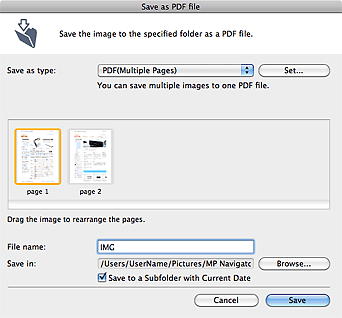 Save as PDF file
Save the image to the specified folder as a PDF file.
Save as type: PDF(Multiple Pages) Set...
You can save multiple images to one PDF file.
page 1 page 2
Drag the image to rearrange the pages.
File name: IMG
Save in: /Users/UserName/Pictures/MP Navigato Browse...
Save to a Subfolder with Current Date
Cancel Save